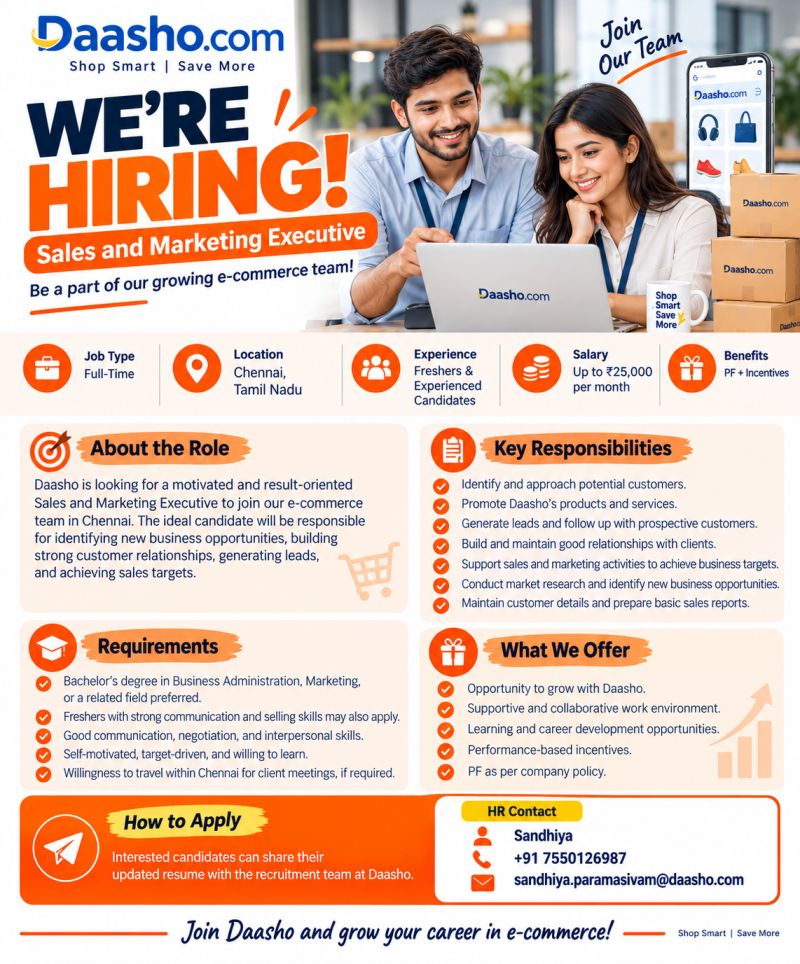 Daasho.com
Shop Smart | Save More
Join
Our Team
Daasho.com
WE'RE
HIRING!
Sales and Marketing Executive
Be a part of our growing e-commerce team!
Daasho.com
Shop
Smart
Save
More
Daasho.com
Daasho.com
Daasho.com
Job Type
Full-Time
Location
Chennai,
Tamil Nadu
Experience
Freshers &
Experienced
Candidates
Salary
Up to ₹25,000
per month
Benefits
PF + Incentives
About the Role
Daasho is looking for a motivated and result-oriented
Sales and Marketing Executive to join our e-commerce
team in Chennai. The ideal candidate will be responsible
for identifying new business opportunities, building
strong customer relationships, generating leads,
and achieving sales targets.
Key Responsibilities
Identify and approach potential customers.
Promote Daasho's products and services.
Generate leads and follow up with prospective customers.
Build and maintain good relationships with clients.
Support sales and marketing activities to achieve business targets.
Conduct market research and identify new business opportunities.
Maintain customer details and prepare basic sales reports.
Requirements
Bachelor's degree in Business Administration, Marketing,
or a related field preferred.
Freshers with strong communication and selling skills may also apply.
Good communication, negotiation, and interpersonal skills.
Self-motivated, target-driven, and willing to learn.
Willingness to travel within Chennai for client meetings, if required.
What We Offer
Opportunity to grow with Daasho.
Supportive and collaborative work environment.
Learning and career development opportunities.
Performance-based incentives.
PF as per company policy.
How to Apply
Interested candidates can share their
updated resume with the recruitment team at Daasho.
HR Contact
Sandhiya
+91 7550126987
sandhiya.paramasivam@daasho.com
Join Daasho and grow your career in e-commerce!
Shop Smart | Save More